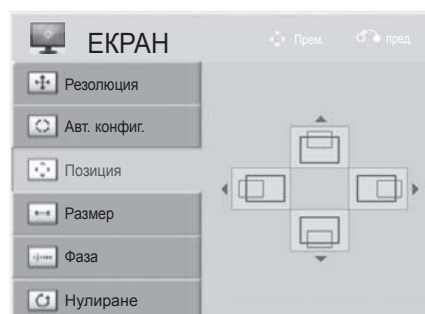 ЕКРАН
Прем.
пред.
Резолюция
Авт. конфиг.
Позиция
Размер
Фаза
Нулиране